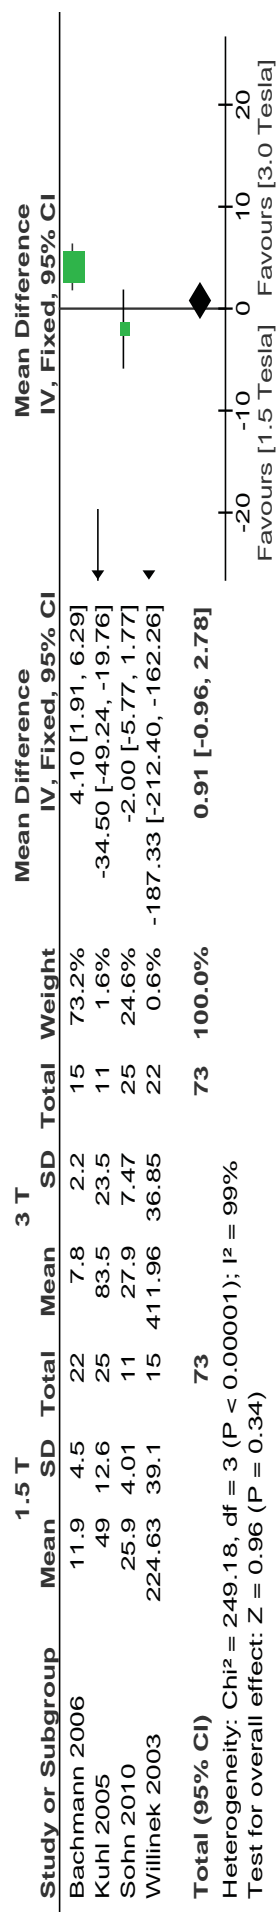 1.5 T 3 T Mean Difference Mean Difference
Study or Subgroup Mean SD Total Mean SD Total Weight IV, Fixed, 95% CI IV, Fixed, 95% CI
Bachmann 2006 11.9 4.5 22 7.8 2.2 15 73.2% 4.10 [1.91, 6.29]
Kuhl 2005 49 12.6 25 83.5 23.5 11 1.6% -34.50 [-49.24, -19.76]
Sohn 2010 25.9 4.01 11 27.9 7.47 25 24.6% -2.00 [-5.77, 1.77]
Willinek 2003 224.63 39.1 15 411.96 36.85 22 0.6% -187.33 [-212.40, -162.26]
Total (95% CI) 73 73 100.0% 0.91 [-0.96, 2.78]
Heterogeneity: Chi² = 249.18, df = 3 (P < 0.00001); I² = 99%
Test for overall effect: Z = 0.96 (P = 0.34)
-20 -10 0 10 20
Favours [1.5 Tesla] Favours [3.0 Tesla]